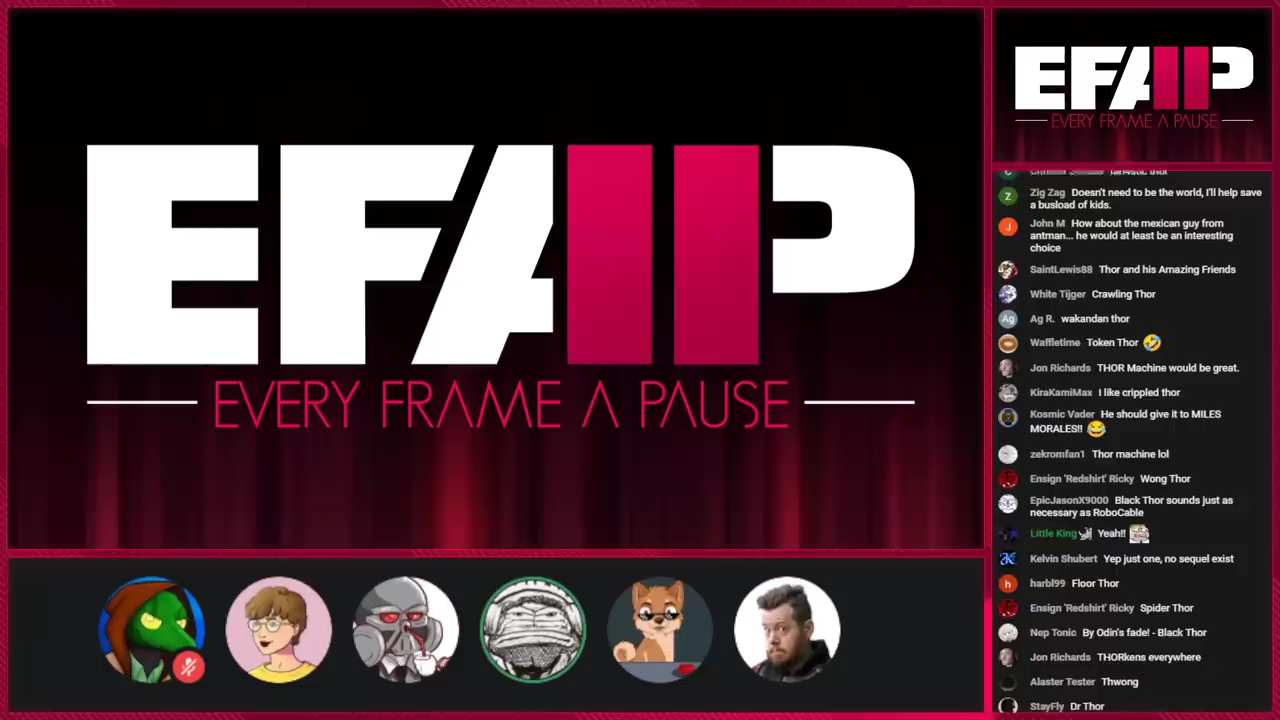 EFAP
EVERY FRAME A PAUSE
EFAP
EVERY FRAME A PAUSE
Zig Zag Doesn't need to be the world, I'll help save
a busload of kids.
John M How about the mexican guy from
antman... he would at least be an interesting
choice
SaintLewis88 Thor and his Amazing Friends
White Tijger Crawling Thor
Ag R. wakandan thor
Waffletime Token Thor 🤣
Jon Richards THOR Machine would be great.
KiraKamiMax I like crippled thor
Kosmic Vader He should give it to MILES
MORALES!! 😂
zekromfan1 Thor machine lol
Ensign 'Redshirt' Ricky Wong Thor
EpicJasonX9000 Black Thor sounds just as
necessary as RoboCable
Little King Yeah!!
Kelvin Shubert Yep just one, no sequel exist
harbl99 Floor Thor
Ensign 'Redshirt' Ricky Spider Thor
Nep Tonic By Odin's fade! - Black Thor
Jon Richards THORkens everywhere
Alaster Tester Thwong
StayFly Dr Thor